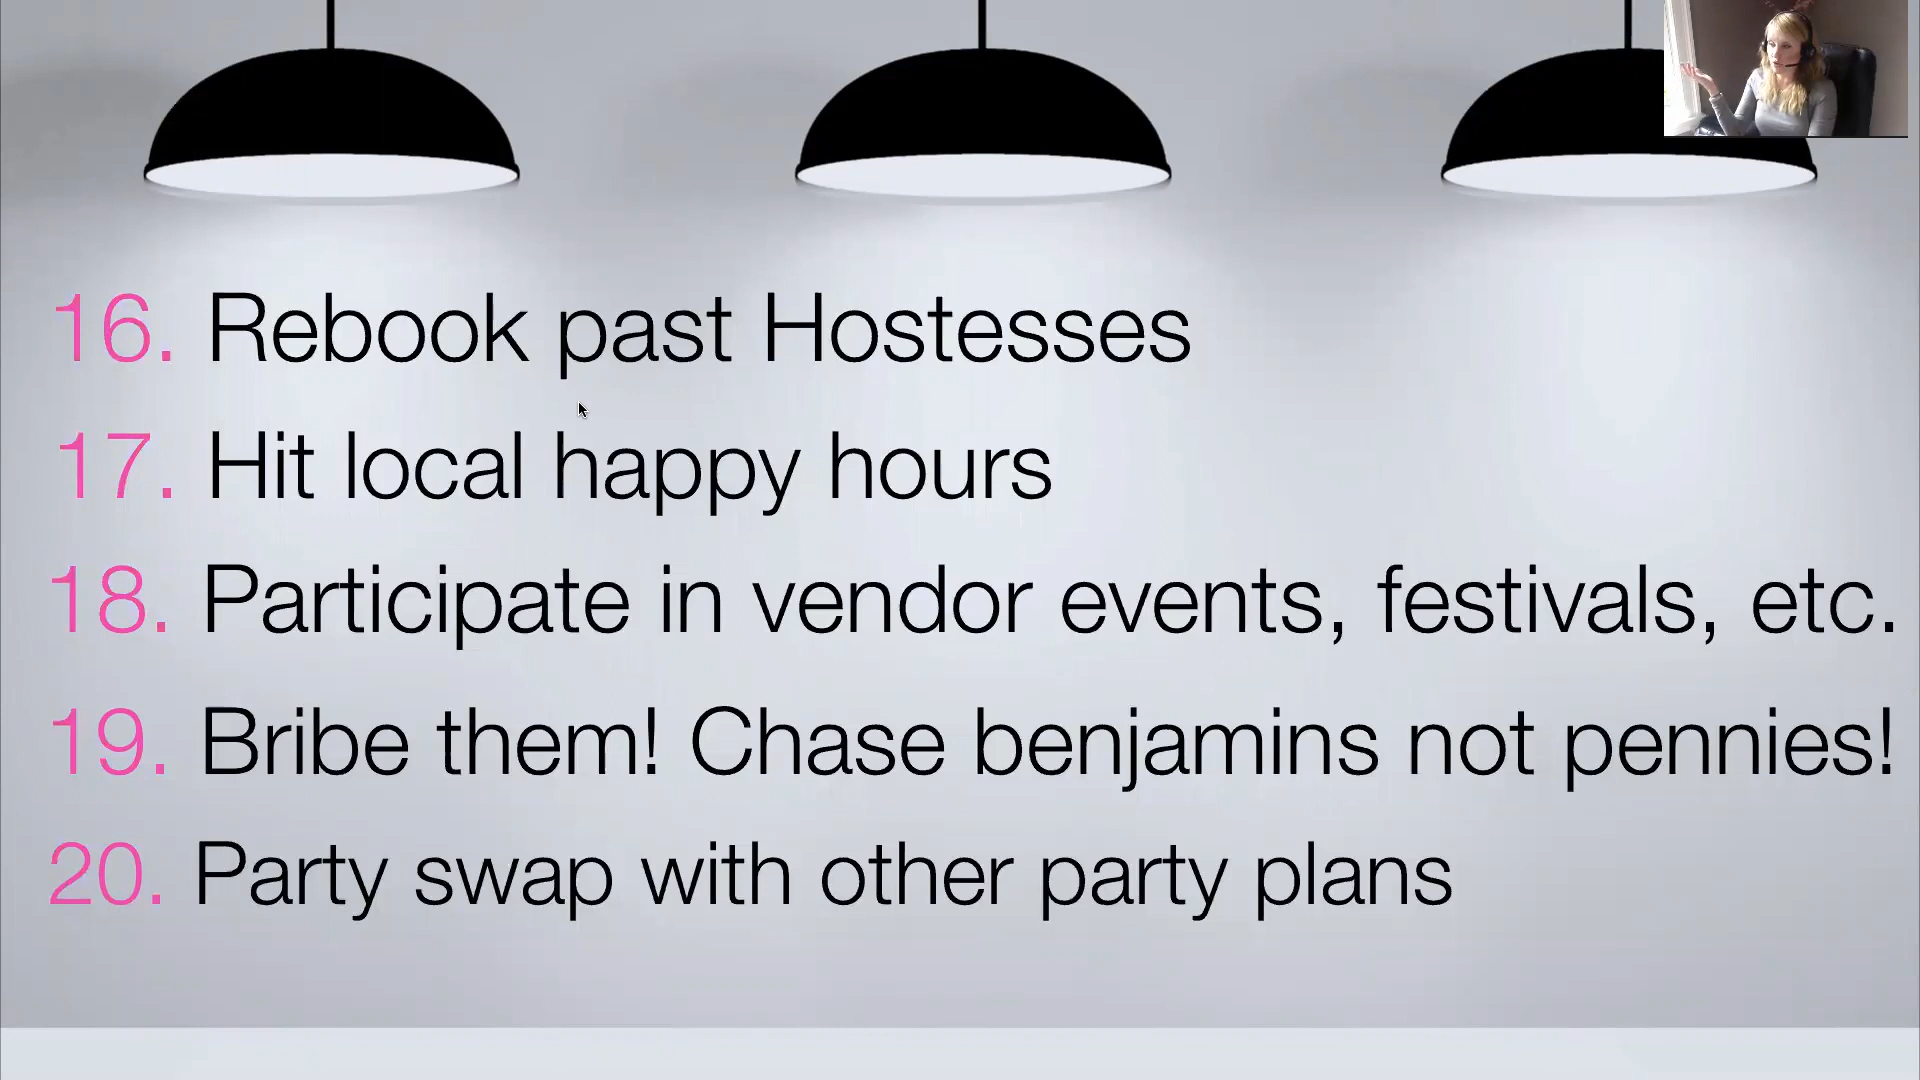 16. Rebook past Hostesses
17. Hit local happy hours
18. Participate in vendor events, festivals, etc.
19. Bribe them! Chase benjamins not pennies!
20. Party swap with other party plans